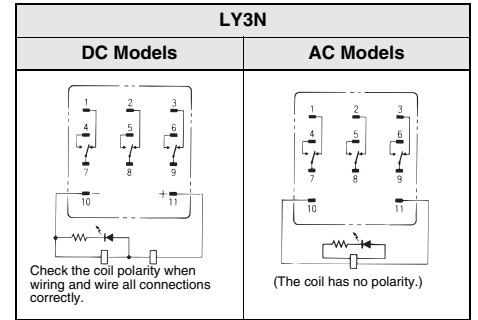 LY3N
DC Models
AC Models
1 2 3
4 5 6
7 8 9
10 − + 11
Check the coil polarity when
wiring and wire all connections
correctly.
1 2 3
4 5 6
7 8 9
10 11
(The coil has no polarity.)